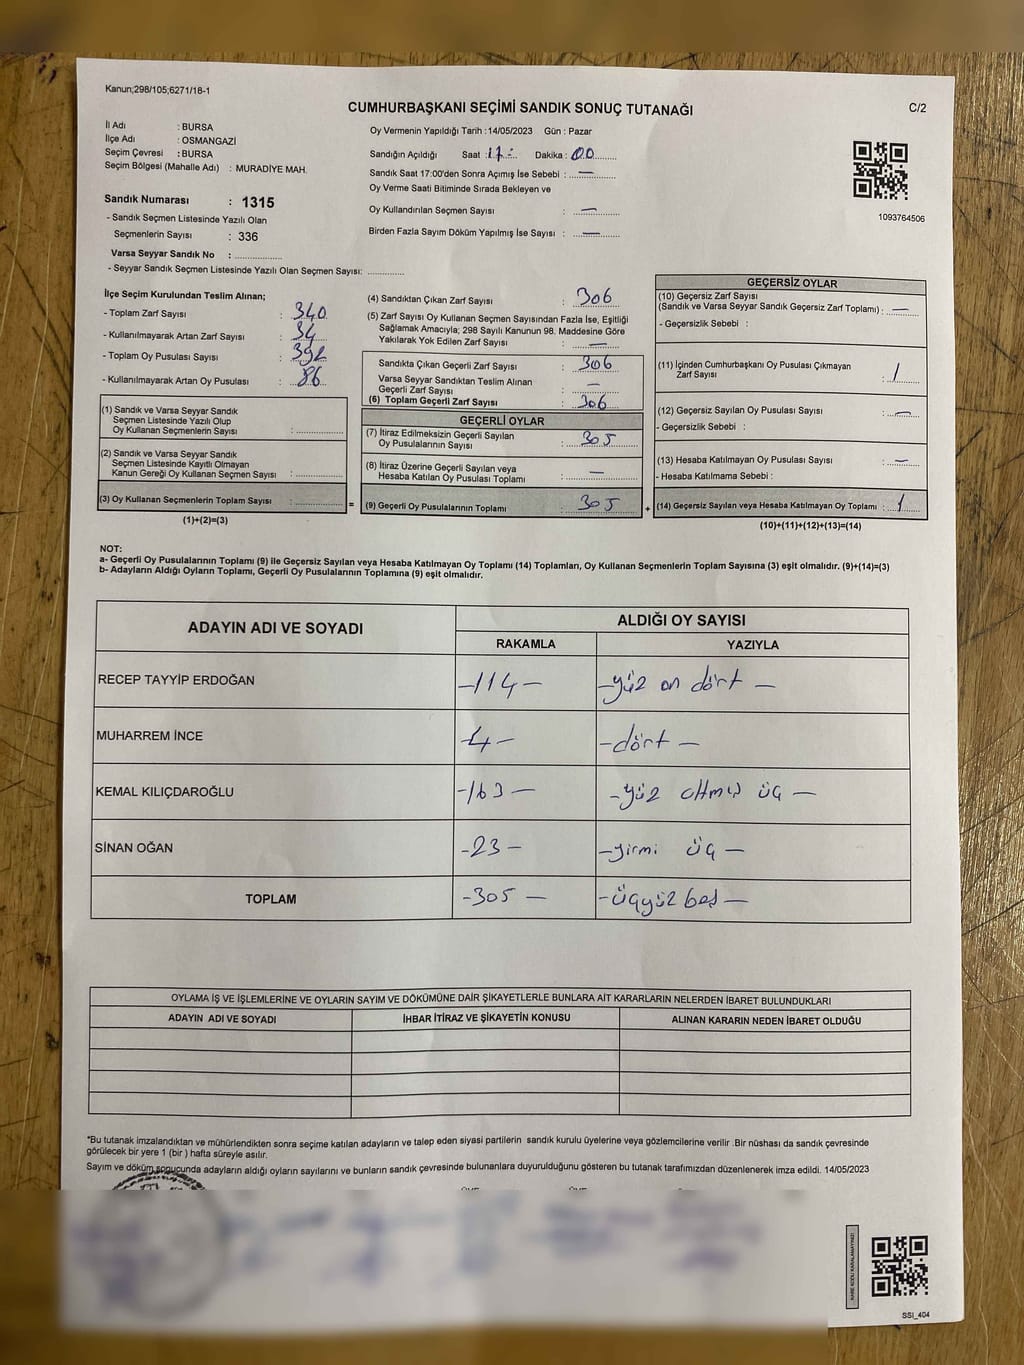 Kanun;298/105;6271/18-1
CUMHURBAŞKANI SEÇİMİ SANDIK SONUÇ TUTANAĞI
C/2
İl Adı : BURSA
İlçe Adı : OSMANGAZİ
Seçim Çevresi : BURSA
Seçim Bölgesi (Mahalle Adı) : MURADİYE MAH.
Oy Vermenin Yapıldığı Tarih : 14/05/2023 Gün : Pazar
Sandığın Açıldığı Saat : 17 Dakika : 00
Sandık Saat 17:00'den Sonra Açımış İse Sebebi : —
Oy Verme Saati Bitiminde Sırada Bekleyen ve
Oy Kullandırılan Seçmen Sayısı : —
Birden Fazla Sayım Döküm Yapılmış İse Sayısı : —
1093764506
Sandık Numarası : 1315
- Sandık Seçmen Listesinde Yazılı Olan
Seçmenlerin Sayısı : 336
Varsa Seyyar Sandık No :
- Seyyar Sandık Seçmen Listesinde Yazılı Olan Seçmen Sayısı:
İlçe Seçim Kurulundan Teslim Alınan;
- Toplam Zarf Sayısı : 340
- Kullanılmayarak Artan Zarf Sayısı : 34
- Toplam Oy Pusulası Sayısı : 392
- Kullanılmayarak Artan Oy Pusulası : 86
(1) Sandık ve Varsa Seyyar Sandık
Seçmen Listesinde Yazılı Olup
Oy Kullanan Seçmenlerin Sayısı :
(2) Sandık ve Varsa Seyyar Sandık
Seçmen Listesinde Kayıtlı Olmayan
Kanun Gereği Oy Kullanan Seçmen Sayısı :
(3) Oy Kullanan Seçmenlerin Toplam Sayısı :
(1)+(2)=(3)
(4) Sandıktan Çıkan Zarf Sayısı : 306
(5) Zarf Sayısı Oy Kullanan Seçmen Sayısından Fazla İse, Eşitliği
Sağlamak Amacıyla; 298 Sayılı Kanunun 98. Maddesine Göre
Yakılarak Yok Edilen Zarf Sayısı : —
Sandıkta Çıkan Geçerli Zarf Sayısı : 306
Varsa Seyyar Sandıktan Teslim Alınan
Geçerli Zarf Sayısı : —
(6) Toplam Geçerli Zarf Sayısı : 306
GEÇERLİ OYLAR
(7) İtiraz Edilmeksizin Geçerli Sayılan
Oy Pusulalarının Sayısı : 305
(8) İtiraz Üzerine Geçerli Sayılan veya
Hesaba Katılan Oy Pusulası Toplamı : —
= (9) Geçerli Oy Pusulalarının Toplamı : 305
GEÇERSİZ OYLAR
(10) Geçersiz Zarf Sayısı
(Sandık ve Varsa Seyyar Sandık Geçersiz Zarf Toplamı) : —
- Geçersizlik Sebebi :
(11) İçinden Cumhurbaşkanı Oy Pusulası Çıkmayan
Zarf Sayısı : 1
(12) Geçersiz Sayılan Oy Pusulası Sayısı : —
- Geçersizlik Sebebi :
(13) Hesaba Katılmayan Oy Pusulası Sayısı : —
- Hesaba Katılmama Sebebi :
+ (14) Geçersiz Sayılan veya Hesaba Katılmayan Oy Toplamı : 1
(10)+(11)+(12)+(13)=(14)
NOT:
a- Geçerli Oy Pusulalarının Toplamı (9) ile Geçersiz Sayılan veya Hesaba Katılmayan Oy Toplamı (14) Toplamları, Oy Kullanan Seçmenlerin Toplam Sayısına (3) eşit olmalıdır. (9)+(14)=(3)
b- Adayların Aldığı Oyların Toplamı, Geçerli Oy Pusulalarının Toplamına (9) eşit olmalıdır.
ADAYIN ADI VE SOYADI
ALDIĞI OY SAYISI
RAKAMLA YAZIYLA
RECEP TAYYİP ERDOĞAN -114- -yüz on dört-
MUHARREM İNCE -4- -dört-
KEMAL KILIÇDAROĞLU -163- -yüz altmış üç-
SİNAN OĞAN -23- -yirmi üç-
TOPLAM -305- -üçyüz beş-
OYLAMA İŞ VE İŞLEMLERİNE VE OYLARIN SAYIM VE DÖKÜMÜNE DAİR ŞİKAYETLERLE BUNLARA AİT KARARLARIN NELERDEN İBARET BULUNDUKLARI
ADAYIN ADI VE SOYADI İHBAR İTİRAZ VE ŞİKAYETİN KONUSU ALINAN KARARIN NEDEN İBARET OLDUĞU
*Bu tutanak imzalandıktan ve mühürlendikten sonra seçime katılan adayların ve talep eden siyasi partilerin sandık kurulu üyelerine veya gözlemcilerine verilir .Bir nüshası da sandık çevresinde
görülecek bir yere 1 (bir ) hafta süreyle asılır.
Sayım ve döküm sonucunda adayların aldığı oyların sayılarını ve bunların sandık çevresinde bulunanlara duyurulduğunu gösteren bu tutanak tarafımızdan düzenlenerek imza edildi. 14/05/2023
KARE KODU KARALAMAYINIZ!
SSI_404